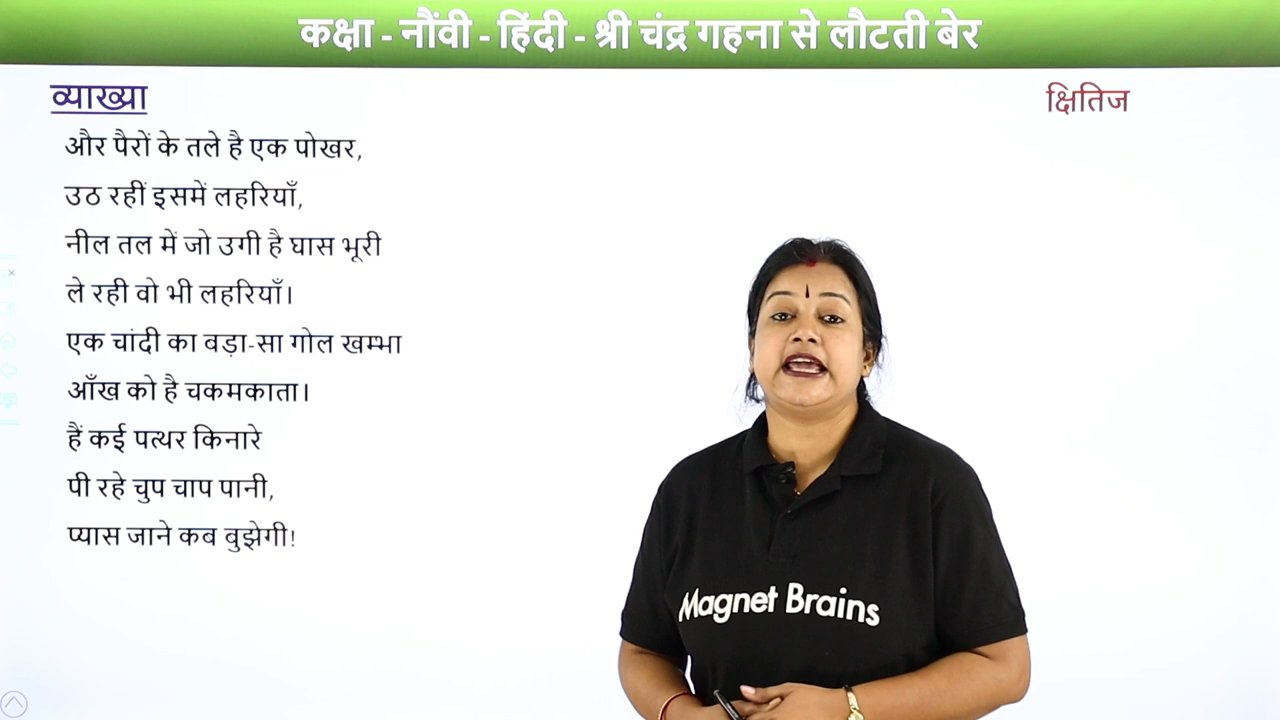 कक्षा - नौंवी - हिंदी - श्री चंद्र गहना से लौटती बेर
व्याख्या
क्षितिज
और पैरों के तले है एक पोखर,
उठ रहीं इसमें लहरियाँ,
नील तल में जो उगी है घास भूरी
ले रही वो भी लहरियाँ।
एक चांदी का बड़ा-सा गोल खम्भा
आँख को है चकमकाता।
हैं कई पत्थर किनारे
पी रहे चुप चाप पानी,
प्यास जाने कब बुझेगी!
Magnet Brains